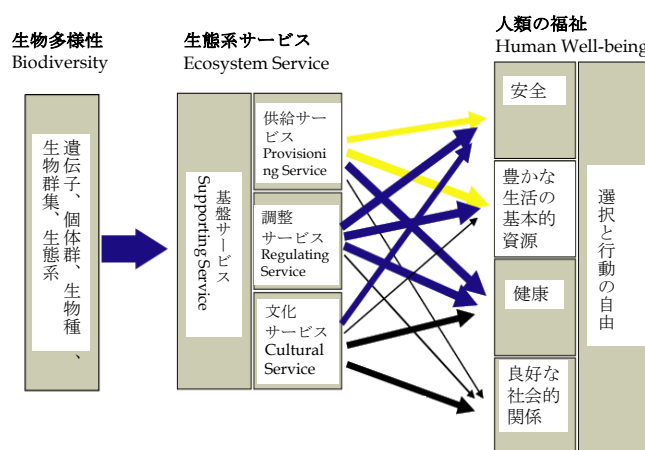 生物多様性
Biodiversity
遺伝子、個体群、生物種、
生物群集、生態系
生態系サービス
Ecosystem Service
基盤サービス
Supporting Service
供給サー
ビス
Provisioni
ng Service
調整
サービス
Regulating
Service
文化
サービス
Cultural
Service
人類の福祉
Human Well-being
安全
豊かな
生活の
基本的
資源
健康
良好な
社会的
関係
選択と行動の自由